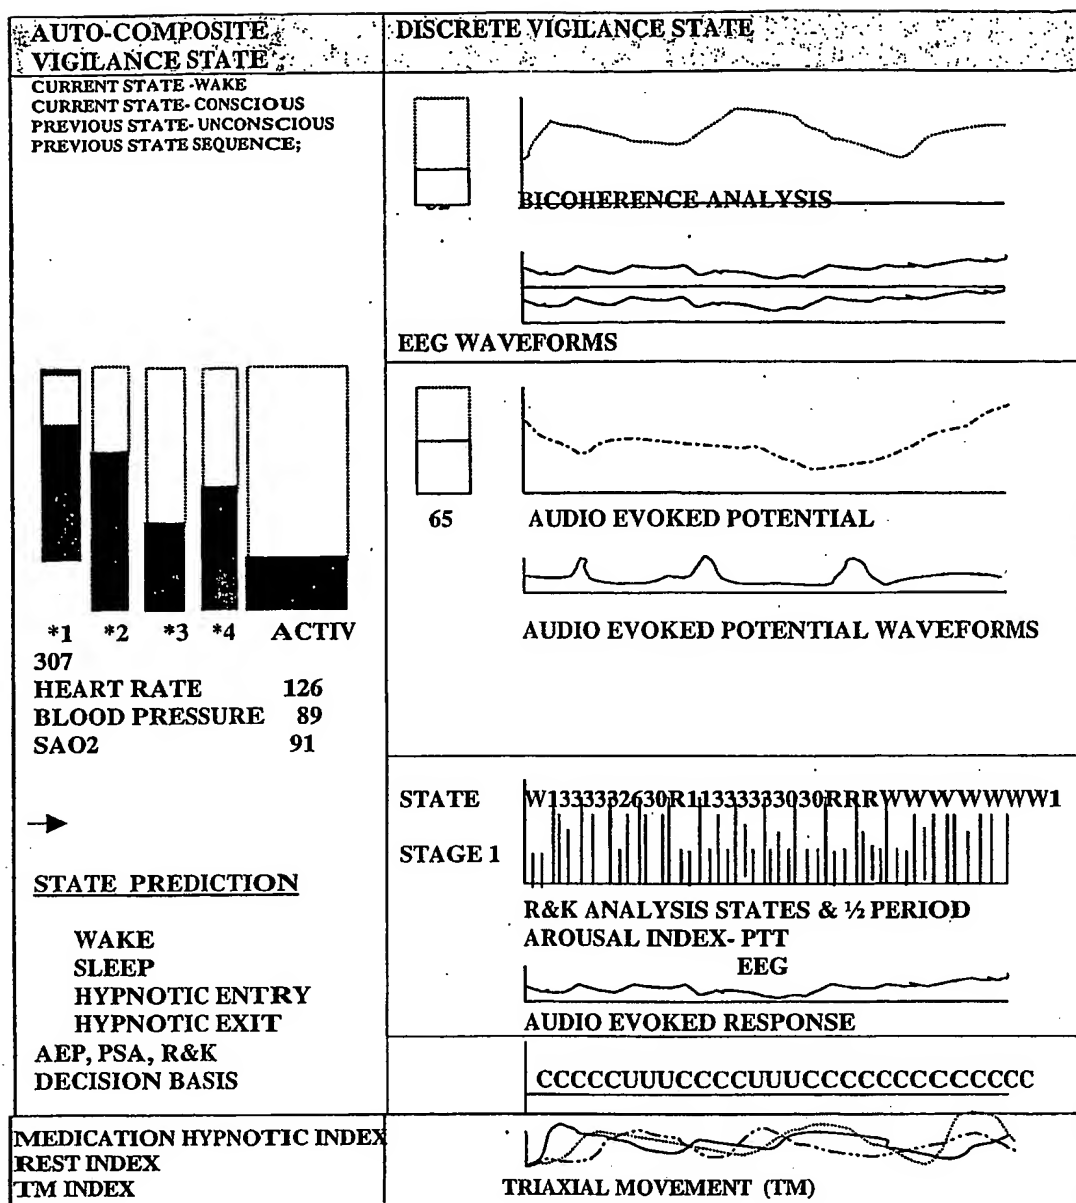 AUTO-COMPOSITE
VIGILANCE STATE
CURRENT STATE -WAKE
CURRENT STATE- CONSCIOUS
PREVIOUS STATE- UNCONSCIOUS
PREVIOUS STATE SEQUENCE;
*1 *2 *3 *4 ACTIV
307
HEART RATE 126
BLOOD PRESSURE 89
SAO2 91
STATE PREDICTION
WAKE
SLEEP
HYPNOTIC ENTRY
HYPNOTIC EXIT
AEP, PSA, R&K
DECISION BASIS
MEDICATION HYPNOTIC INDEX
REST INDEX
TM INDEX
DISCRETE VIGILANCE STATE
BICOHERENCE ANALYSIS
EEG WAVEFORMS
65 AUDIO EVOKED POTENTIAL
AUDIO EVOKED POTENTIAL WAVEFORMS
STATE W1333332630R11333333030RRRWWWWWWWW1
STAGE 1
R&K ANALYSIS STATES & ½ PERIOD
AROUSAL INDEX- PTT
EEG
AUDIO EVOKED RESPONSE
CCCCCUUUCCCCUUUCCCCCCCCCCCCCC
TRIAXIAL MOVEMENT (TM)